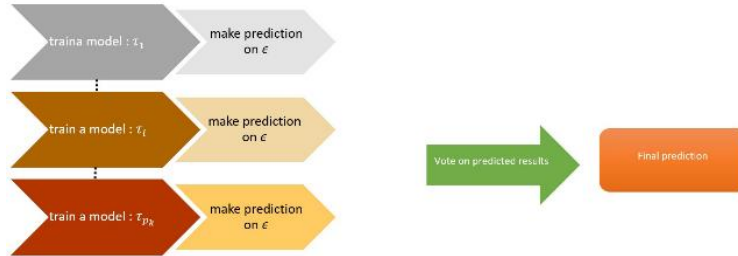 traina model : τ₁
make prediction
on ϵ
train a model : τᵢ
make prediction
on ϵ
train a model : τₚₖ
make prediction
on ϵ
Vote on predicted results
Final prediction